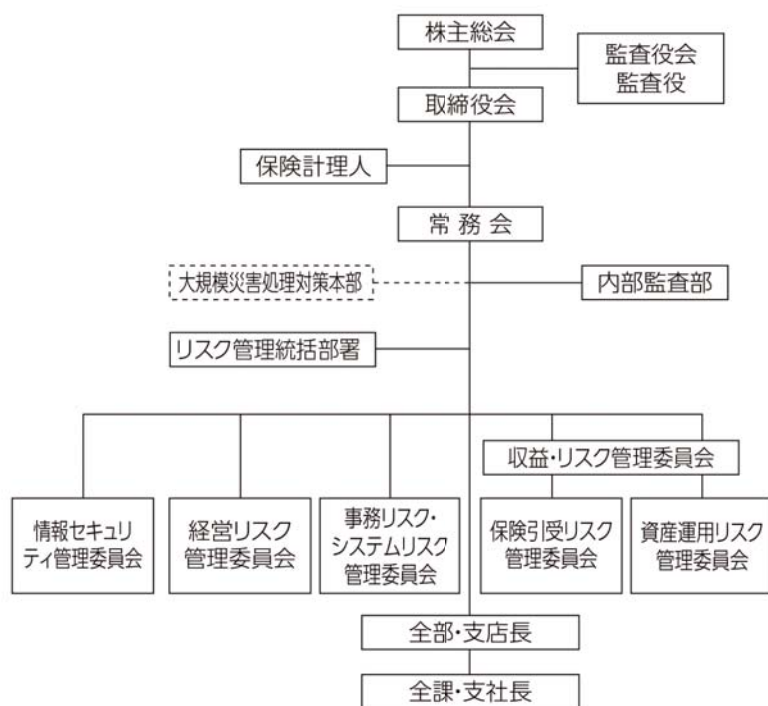 株主総会
監査役会
監査役
取締役会
保険計理人
常務会
大規模災害処理対策本部
内部監査部
リスク管理統括部署
収益・リスク管理委員会
情報セキュリ
ティ管理委員会
経営リスク
管理委員会
事務リスク・
システムリスク
管理委員会
保険引受リスク
管理委員会
資産運用リスク
管理委員会
全部・支店長
全課・支社長